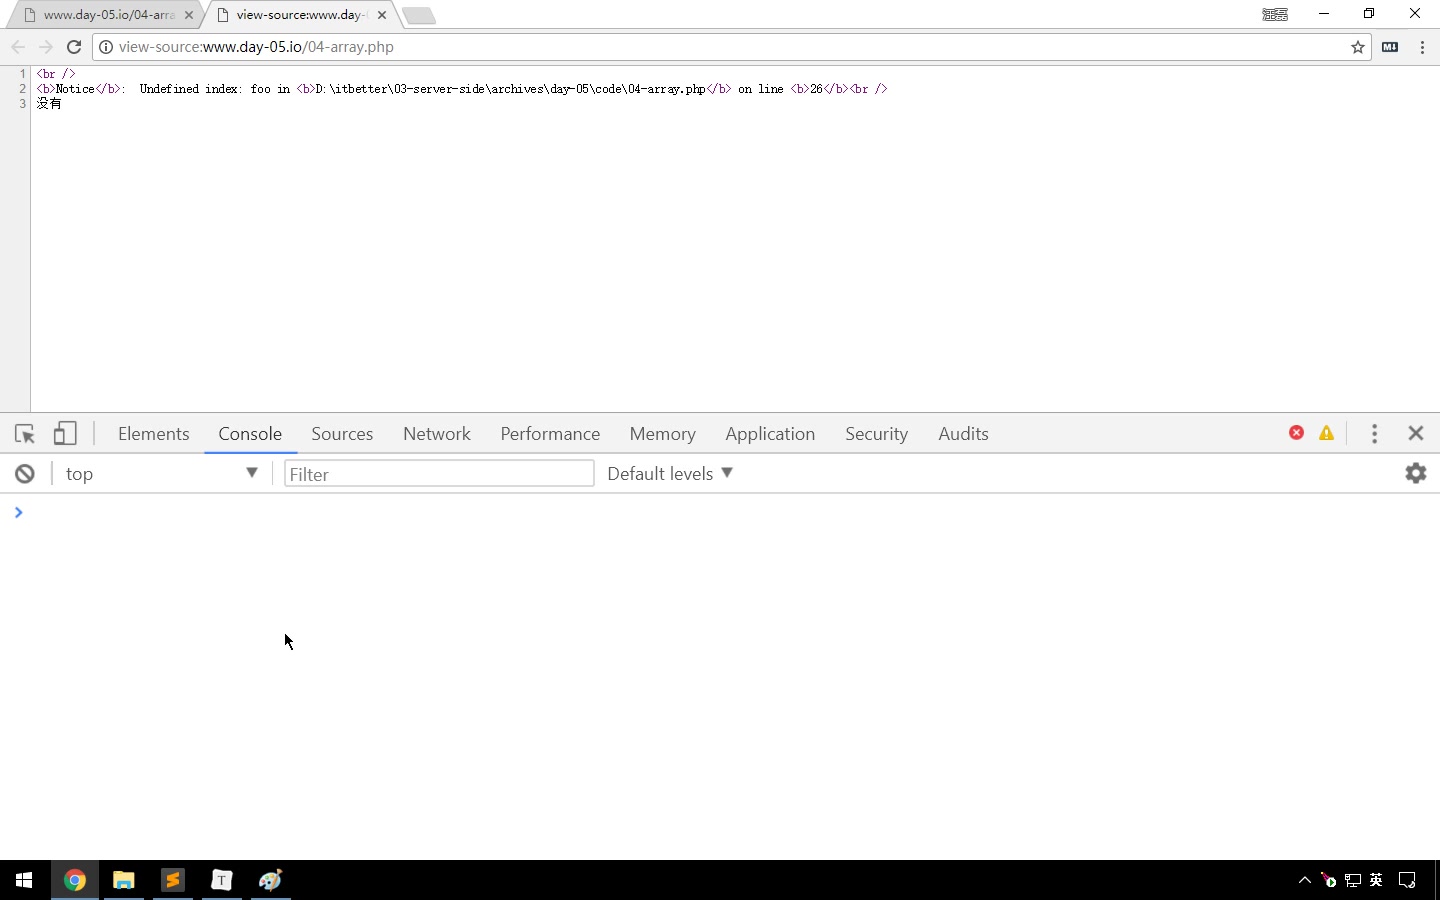 www.day-05.io/04-arra
view-source:www.day-
汪磊
view-source:www.day-05.io/04-array.php
M
1 <br />
2 <b>Notice</b>:  Undefined index: foo in <b>D:\itbetter\03-server-side\archives\day-05\code\04-array.php</b> on line <b>26</b><br />
3 没有
Elements Console Sources Network Performance Memory Application Security Audits
top Filter Default levels
T
英